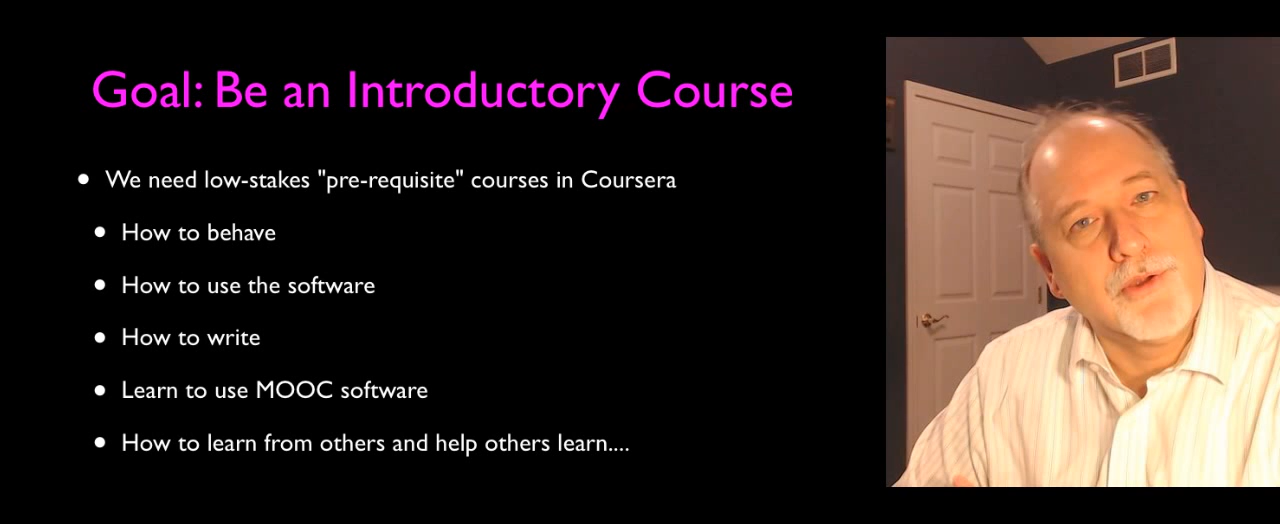 Goal: Be an Introductory Course
• We need low-stakes "pre-requisite" courses in Coursera
• How to behave
• How to use the software
• How to write
• Learn to use MOOC software
• How to learn from others and help others learn....